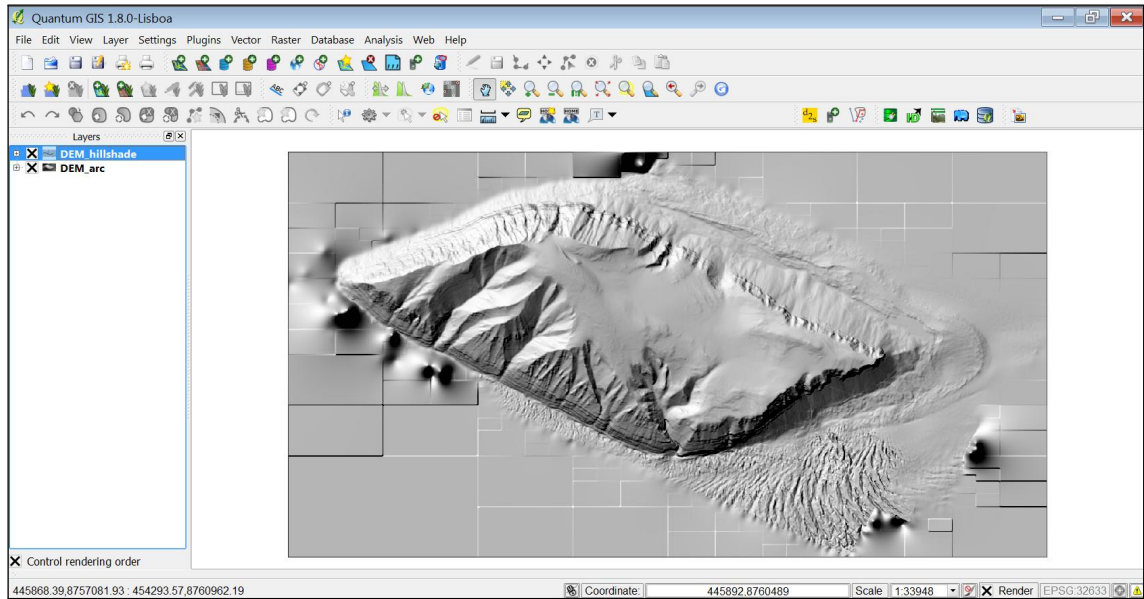 Quantum GIS 1.8.0-Lisboa
File Edit View Layer Settings Plugins Vector Raster Database Analysis Web Help
Layers
DEM_hillshade
DEM_arc
Control rendering order
445868.39,8757081.93 : 454293.57,8760962.19 Coordinate: 445892,8760489 Scale 1:33948 Render EPSG:32633